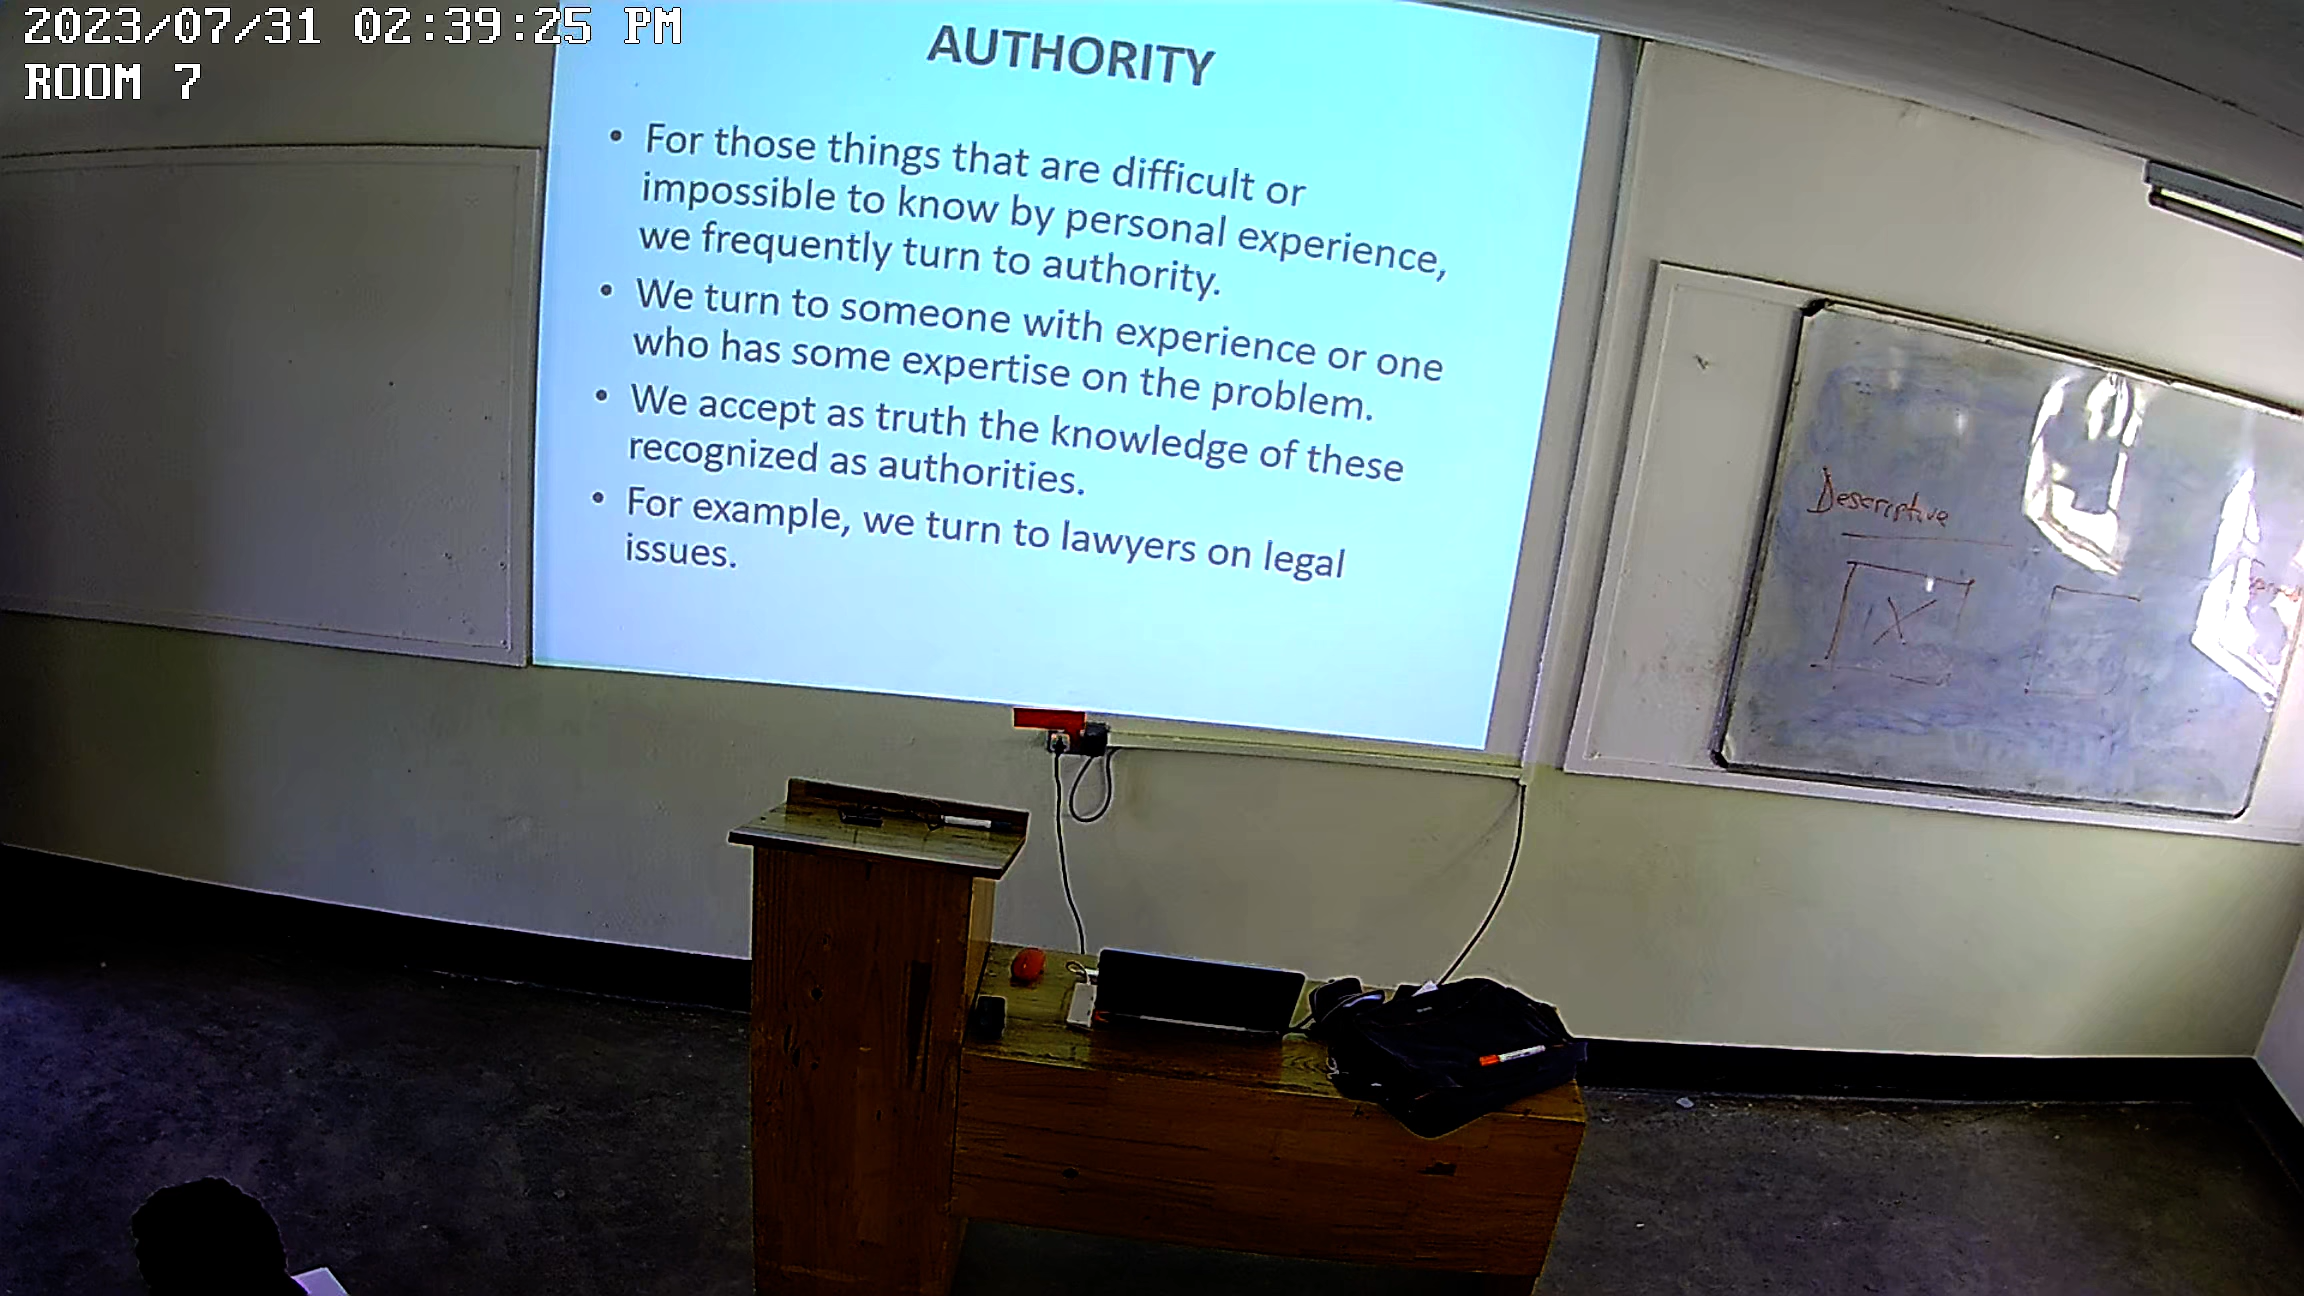 2023/07/31 02:39:25 PM
ROOM 7
AUTHORITY
• For those things that are difficult or
impossible to know by personal experience,
we frequently turn to authority.
• We turn to someone with experience or one
who has some expertise on the problem.
• We accept as truth the knowledge of these
recognized as authorities.
• For example, we turn to lawyers on legal
issues.
Descriptive
X